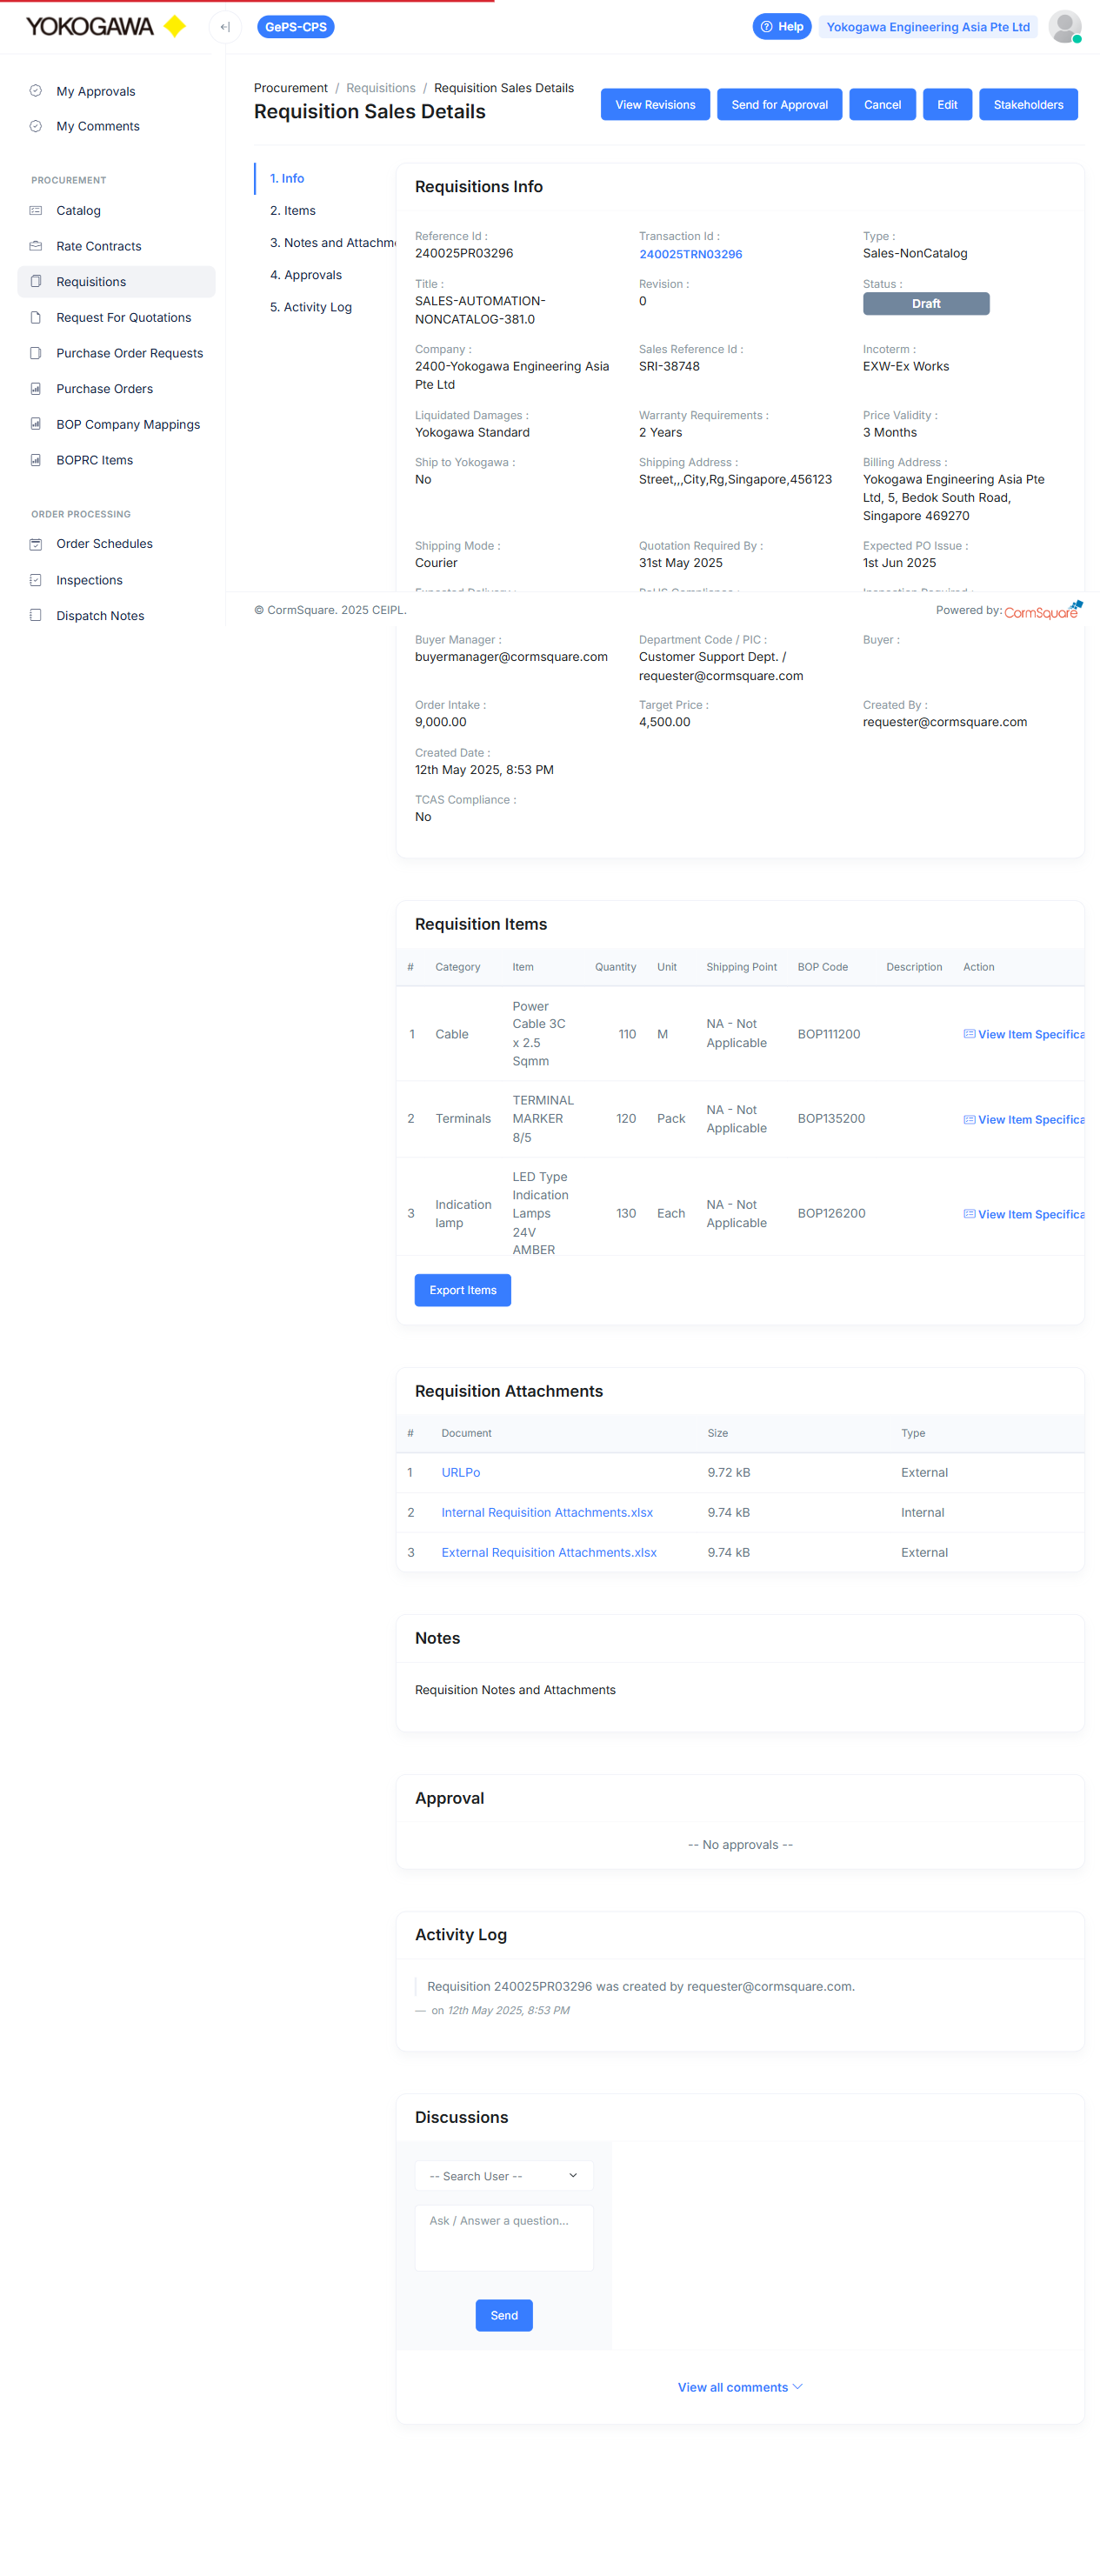 YOKOGAWA
GePS-CPS
Help
Yokogawa Engineering Asia Pte Ltd
My Approvals
My Comments
PROCUREMENT
Catalog
Rate Contracts
Requisitions
Request For Quotations
Purchase Order Requests
Purchase Orders
BOP Company Mappings
BOPRC Items
ORDER PROCESSING
Order Schedules
Inspections
Dispatch Notes
Procurement / Requisitions / Requisition Sales Details
Requisition Sales Details
View Revisions
Send for Approval
Cancel
Edit
Stakeholders
1. Info
2. Items
3. Notes and Attachme
4. Approvals
5. Activity Log
Requisitions Info
Reference Id :
240025PR03296
Transaction Id :
240025TRN03296
Type :
Sales-NonCatalog
Title :
SALES-AUTOMATION-
NONCATALOG-381.0
Revision :
0
Status :
Draft
Company :
2400-Yokogawa Engineering Asia
Pte Ltd
Sales Reference Id :
SRI-38748
Incoterm :
EXW-Ex Works
Liquidated Damages :
Yokogawa Standard
Warranty Requirements :
2 Years
Price Validity :
3 Months
Ship to Yokogawa :
No
Shipping Address :
Street,,,City,Rg,Singapore,456123
Billing Address :
Yokogawa Engineering Asia Pte
Ltd, 5, Bedok South Road,
Singapore 469270
Shipping Mode :
Courier
Quotation Required By :
31st May 2025
Expected PO Issue :
1st Jun 2025
© CormSquare. 2025 CEIPL.
Powered by: CormSquare
Buyer Manager :
buyermanager@cormsquare.com
Department Code / PIC :
Customer Support Dept. /
requester@cormsquare.com
Buyer :
Order Intake :
9,000.00
Target Price :
4,500.00
Created By :
requester@cormsquare.com
Created Date :
12th May 2025, 8:53 PM
TCAS Compliance :
No
Requisition Items
# Category Item Quantity Unit Shipping Point BOP Code Description Action
1 Cable Power Cable 3C x 2.5 Sqmm 110 M NA - Not Applicable BOP111200 View Item Specifica
2 Terminals TERMINAL MARKER 8/5 120 Pack NA - Not Applicable BOP135200 View Item Specifica
3 Indication lamp LED Type Indication Lamps 24V AMBER 130 Each NA - Not Applicable BOP126200 View Item Specifica
Export Items
Requisition Attachments
# Document Size Type
1 URLPo 9.72 kB External
2 Internal Requisition Attachments.xlsx 9.74 kB Internal
3 External Requisition Attachments.xlsx 9.74 kB External
Notes
Requisition Notes and Attachments
Approval
-- No approvals --
Activity Log
Requisition 240025PR03296 was created by requester@cormsquare.com.
— on 12th May 2025, 8:53 PM
Discussions
-- Search User --
Ask / Answer a question...
Send
View all comments